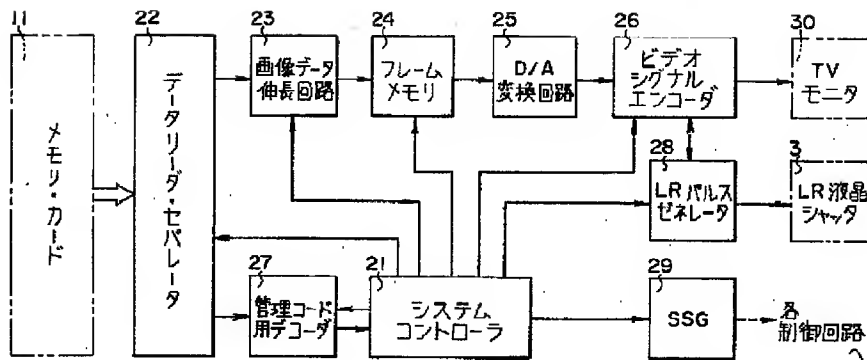 11
メモリ・カード
22
データリーダ・セパレータ
23
画像データ
伸長回路
24
フレーム
メモリ
25
D/A
変換回路
26
ビデオ
シグナル
エンコーダ
30
TV
モニタ
28
LRパルス
ゼネレータ
3
LR液晶
シャッタ
27
管理コード
用デコーダ
21
システム
コントローラ
29
SSG
各
制御回路